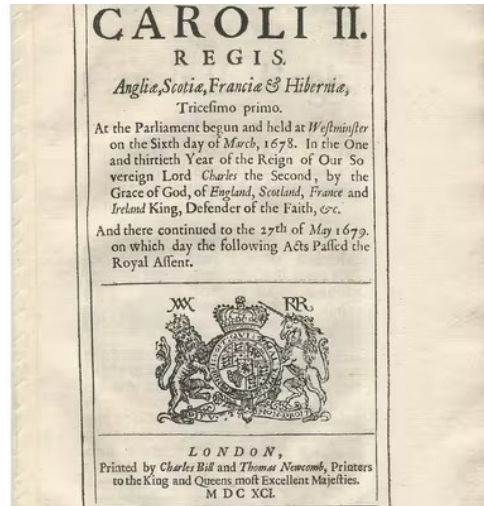 CAROLI II.
REGIS.
Angliæ, Scotiæ, Franciæ & Hiberniæ,
Tricesimo primo.
At the Parliament begun and held at Westminster
on the Sixth day of March, 1678. In the One
and thirtieth Year of the Reign of Our So
vereign Lord Charles the Second, by the
Grace of God, of England, Scotland, France and
Ireland King, Defender of the Faith, &c.
And there continued to the 27th of May 1679.
on which day the following Acts Passed the
Royal Assent.
RR
LONDON,
Printed by Charles Bill and Thomas Newcomb, Printers
to the King and Queens most Excellent Majesties.
M DC XCI.